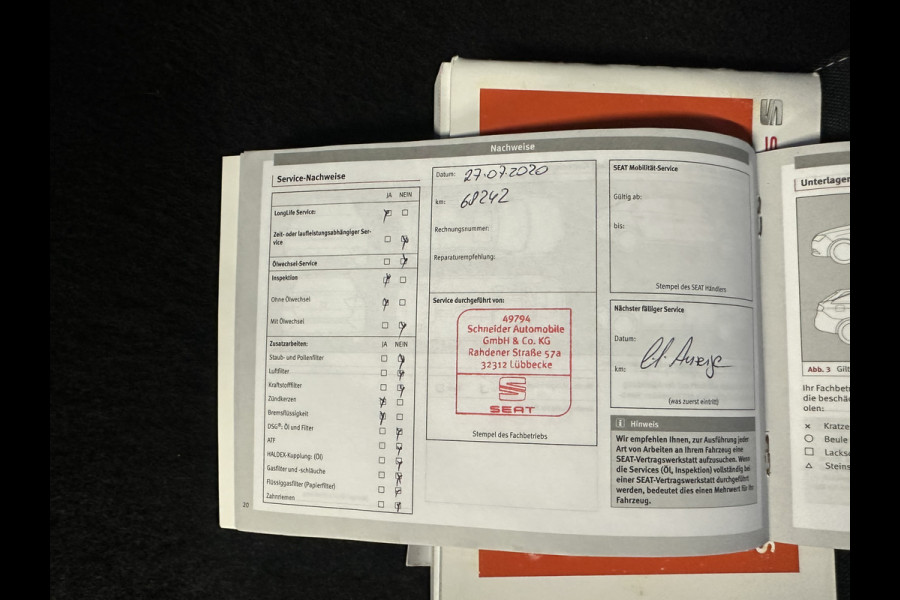 Nachweise
Service-Nachweise
JA NEIN
LongLife Service:
Zeit- oder laufleistungsabhängiger Ser-
vice
Ölwechsel-Service
Inspektion
Ohne Ölwechsel
Mit Ölwechsel
Zusatzarbeiten: JA NEIN
Staub- und Pollenfilter
Luftfilter
Kraftstofffilter
Zündkerzen
Bremsflüssigkeit
DSG®: Öl und Filter
ATF
HALDEX-Kupplung: (Öl)
Gasfilter und -schläuche
Flüssiggasfilter (Papierfilter)
Zahnriemen
20
Datum: 27.07.2020
km: 68242
Rechnungsnummer:
Reparaturempfehlung:
Service durchgeführt von:
49794
Schneider Automobile
GmbH & Co. KG
Rahdener Straße 57a
32312 Lübbecke
SEAT
Stempel des Fachbetriebs
SEAT Mobilität-Service
Gültig ab:
bis:
Stempel des SEAT Händlers
Nächster fälliger Service
Datum:
km:
lt. Anzeige
(was zuerst eintritt)
Hinweis
Wir empfehlen Ihnen, zur Ausführung jeder
Art von Arbeiten an Ihrem Fahrzeug eine
SEAT-Vertragswerkstatt aufzusuchen. Wenn
die Services (Öl, Inspektion) vollständig bei
einer SEAT-Vertragswerkstatt durchgeführt
werden, bedeutet dies einen Mehrwert für Ihr
Fahrzeug.
Unterlagen
Abb. 3
Ihr Fachbet
die beschä
olen:
Kratze
Beule
Lacks
Steins